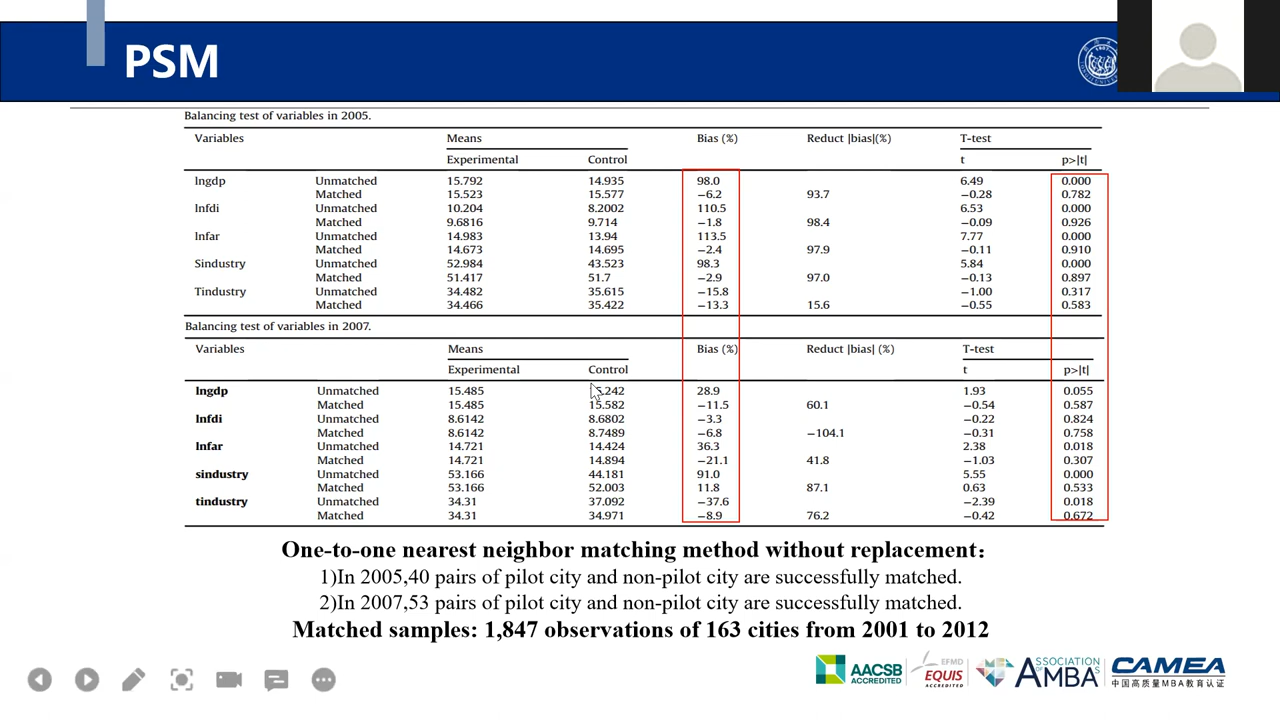 PSM
Balancing test of variables in 2005.
Variables Means Bias (%) Reduct |bias|(%) T-test
Experimental Control t p>|t|
lngdp Unmatched 15.792 14.935 98.0 6.49 0.000
Matched 15.523 15.577 −6.2 93.7 −0.28 0.782
lnfdi Unmatched 10.204 8.2002 110.5 6.53 0.000
Matched 9.6816 9.714 −1.8 98.4 −0.09 0.926
lnfar Unmatched 14.983 13.94 113.5 7.77 0.000
Matched 14.673 14.695 −2.4 97.9 −0.11 0.910
Sindustry Unmatched 52.984 43.523 98.3 5.84 0.000
Matched 51.417 51.7 −2.9 97.0 −0.13 0.897
Tindustry Unmatched 34.482 35.615 −15.8 −1.00 0.317
Matched 34.466 35.422 −13.3 15.6 −0.55 0.583
Balancing test of variables in 2007.
Variables Means Bias (%) Reduct |bias| (%) T-test
Experimental Control t p>|t|
lngdp Unmatched 15.485 5.242 28.9 1.93 0.055
Matched 15.485 15.582 −11.5 60.1 −0.54 0.587
lnfdi Unmatched 8.6142 8.6802 −3.3 −0.22 0.824
Matched 8.6142 8.7489 −6.8 −104.1 −0.31 0.758
lnfar Unmatched 14.721 14.424 36.3 2.38 0.018
Matched 14.721 14.894 −21.1 41.8 −1.03 0.307
sindustry Unmatched 53.166 44.181 91.0 5.55 0.000
Matched 53.166 52.003 11.8 87.1 0.63 0.533
tindustry Unmatched 34.31 37.092 −37.6 −2.39 0.018
Matched 34.31 34.971 −8.9 76.2 −0.42 0.672
One-to-one nearest neighbor matching method without replacement：
1)In 2005,40 pairs of pilot city and non-pilot city are successfully matched.
2)In 2007,53 pairs of pilot city and non-pilot city are successfully matched.
Matched samples: 1,847 observations of 163 cities from 2001 to 2012
AACSB
ACCREDITED
EFMD
EQUIS
ACCREDITED
ASSOCIATION
OF AMBAs
CAMEA
中国高质量MBA教育认证